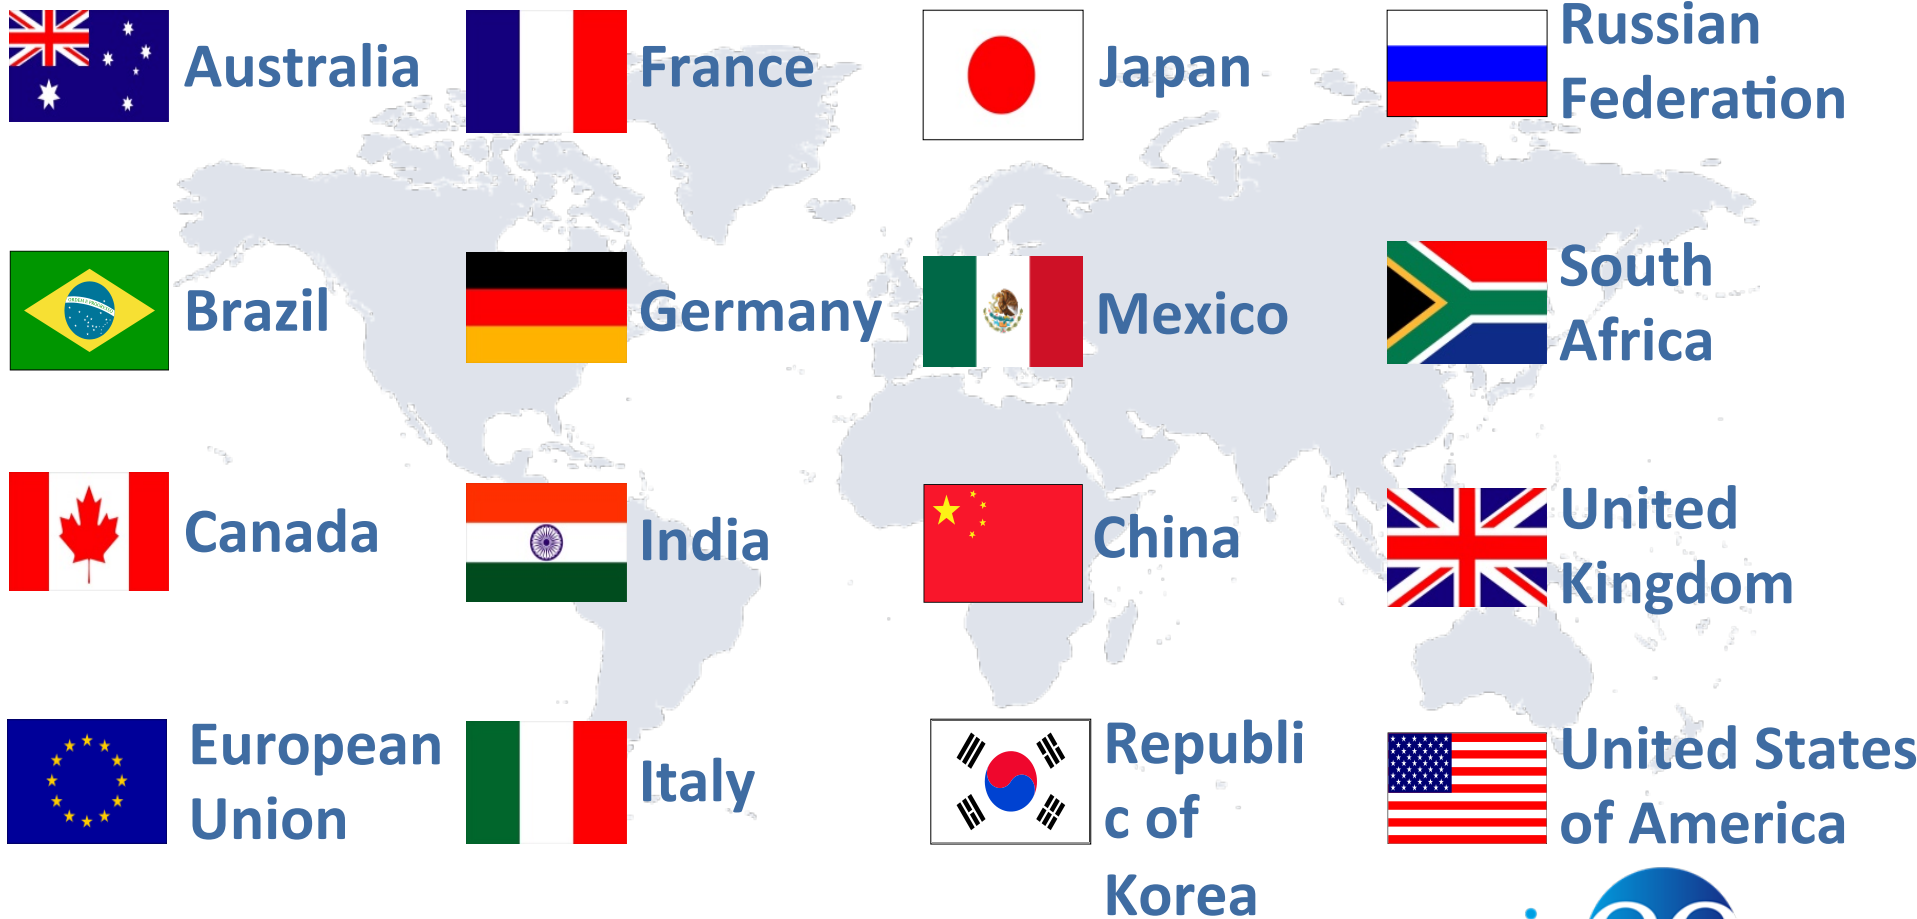 Australia
France
Japan
Russian
Federation
Brazil
Germany
Mexico
South
Africa
Canada
India
China
United
Kingdom
European
Union
Italy
Republi
c of
Korea
United States
of America